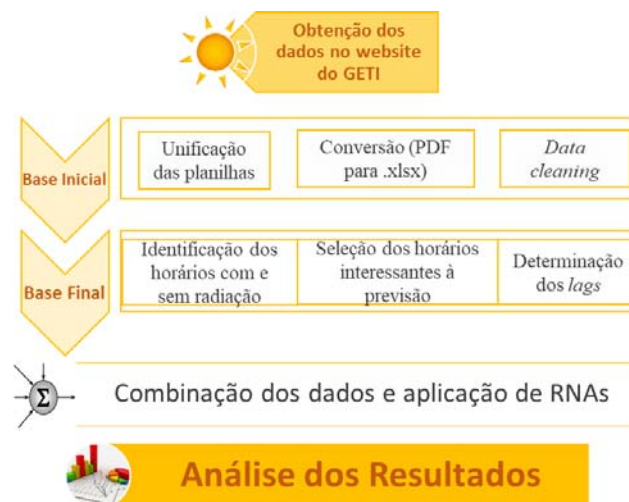 Obtenção dos
dados no website
do GETI
Base Inicial
Unificação
das planilhas
Conversão (PDF
para .xlsx)
Data
cleaning
Base Final
Identificação dos
horários com e
sem radiação
Seleção dos horários
interessantes à
previsão
Determinação
dos lags
Σ
Combinação dos dados e aplicação de RNAs
Análise dos Resultados